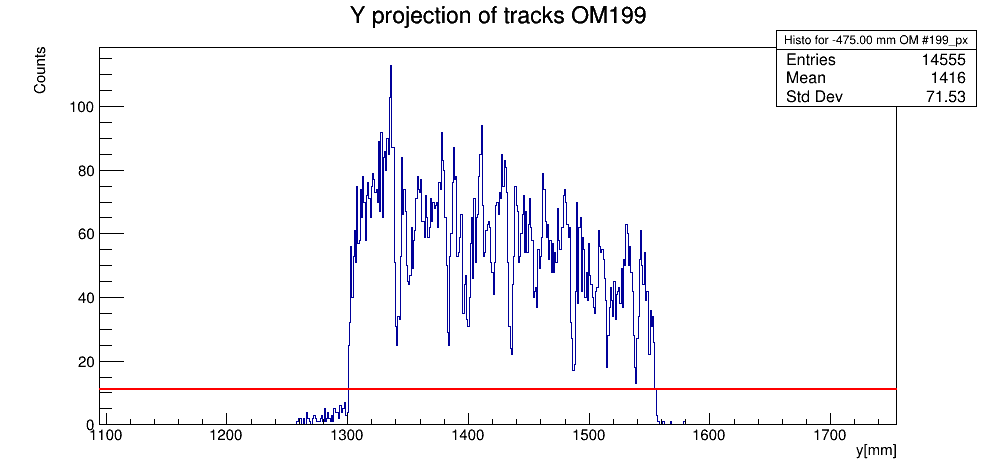 Y projection of tracks OM199
Histo for -475.00 mm OM #199_px
Entries 14555
Mean 1416
Std Dev 71.53
Counts
100
80
60
40
20
0
1100 1200 1300 1400 1500 1600 1700
y[mm]